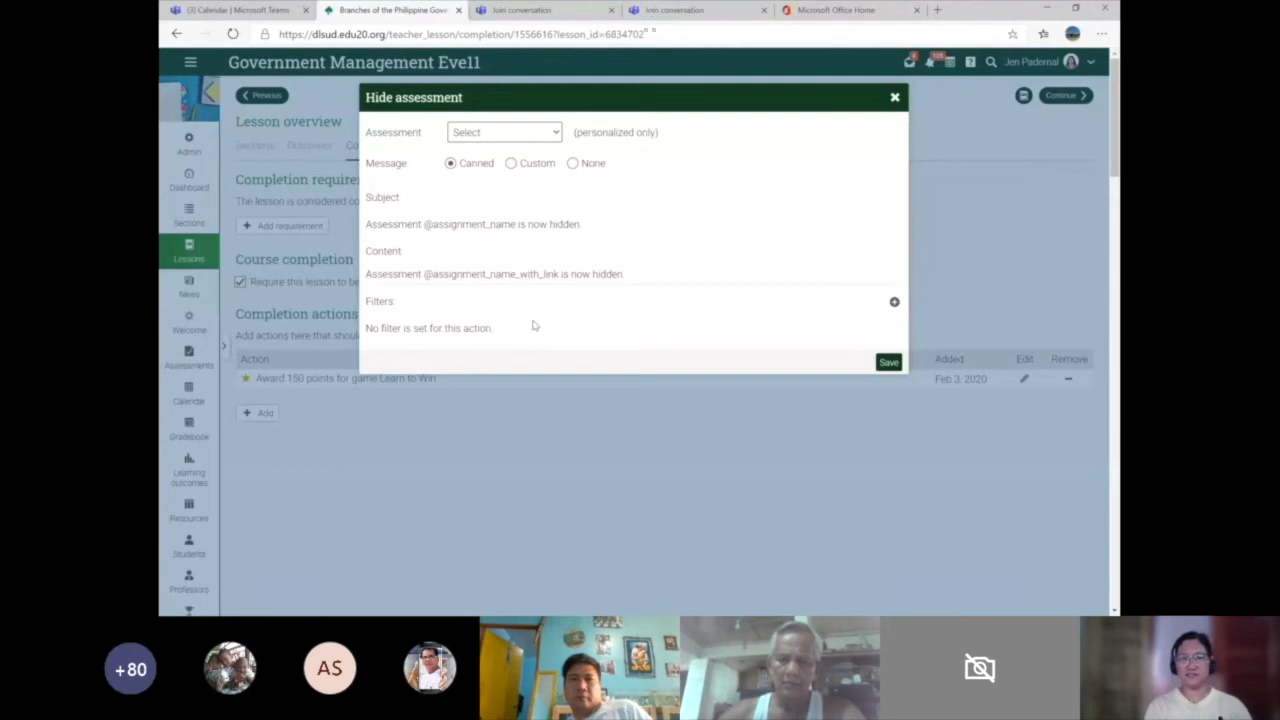 (3) Calendar | Microsoft Teams
Branches of the Philippine Gove
Join conversation
Join conversation
Microsoft Office Home
https://dlsud.edu20.org/teacher_lesson/completion/1556616?lesson_id=6834702
Government Management Eve11
Jen Padernal
Previous
Continue
Hide assessment
Assessment Select (personalized only)
Message: Canned Custom None
Subject:
Assessment @assignment_name is now hidden.
Content:
Assessment @assignment_name_with_link is now hidden.
Filters:
No filter is set for this action.
Save
Lesson overview
Sections Outcomes Co
Completion require
The lesson is considered co
Add requirement
Course completion
Require this lesson to be
Completion actions
Add actions here that shoul
Action Added Edit Remove
Award 150 points for game Learn to Win Feb 3, 2020
Add
Admin
Dashboard
Sections
Lessons
News
Welcome
Assessments
Calendar
Gradebook
Learning
outcomes
Resources
Students
Professors
+80
AS